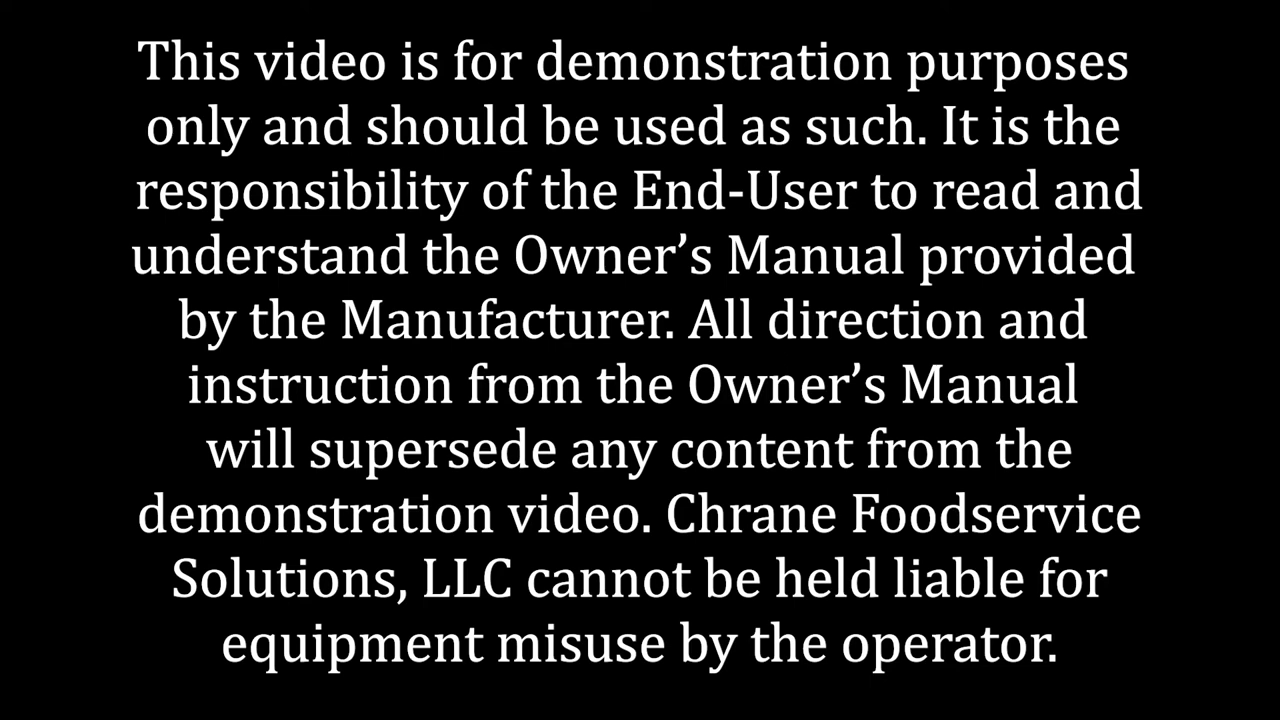 This video is for demonstration purposes
only and should be used as such. It is the
responsibility of the End-User to read and
understand the Owner’s Manual provided
by the Manufacturer. All direction and
instruction from the Owner’s Manual
will supersede any content from the
demonstration video. Chrane Foodservice
Solutions, LLC cannot be held liable for
equipment misuse by the operator.